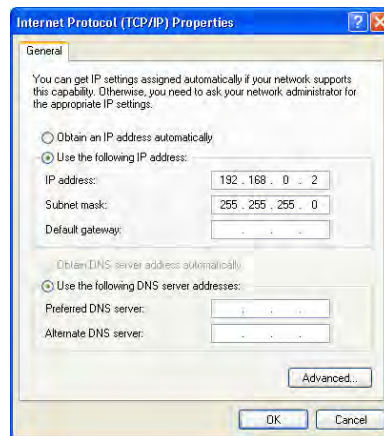 Internet Protocol (TCP/IP) Properties
General
You can get IP settings assigned automatically if your network supports
this capability. Otherwise, you need to ask your network administrator for
the appropriate IP settings.
Obtain an IP address automatically
Use the following IP address:
IP address: 192 . 168 . 0 . 2
Subnet mask: 255 . 255 . 255 . 0
Default gateway: . . .
Obtain DNS server address automatically
Use the following DNS server addresses:
Preferred DNS server: . . .
Alternate DNS server: . . .
Advanced...
OK Cancel